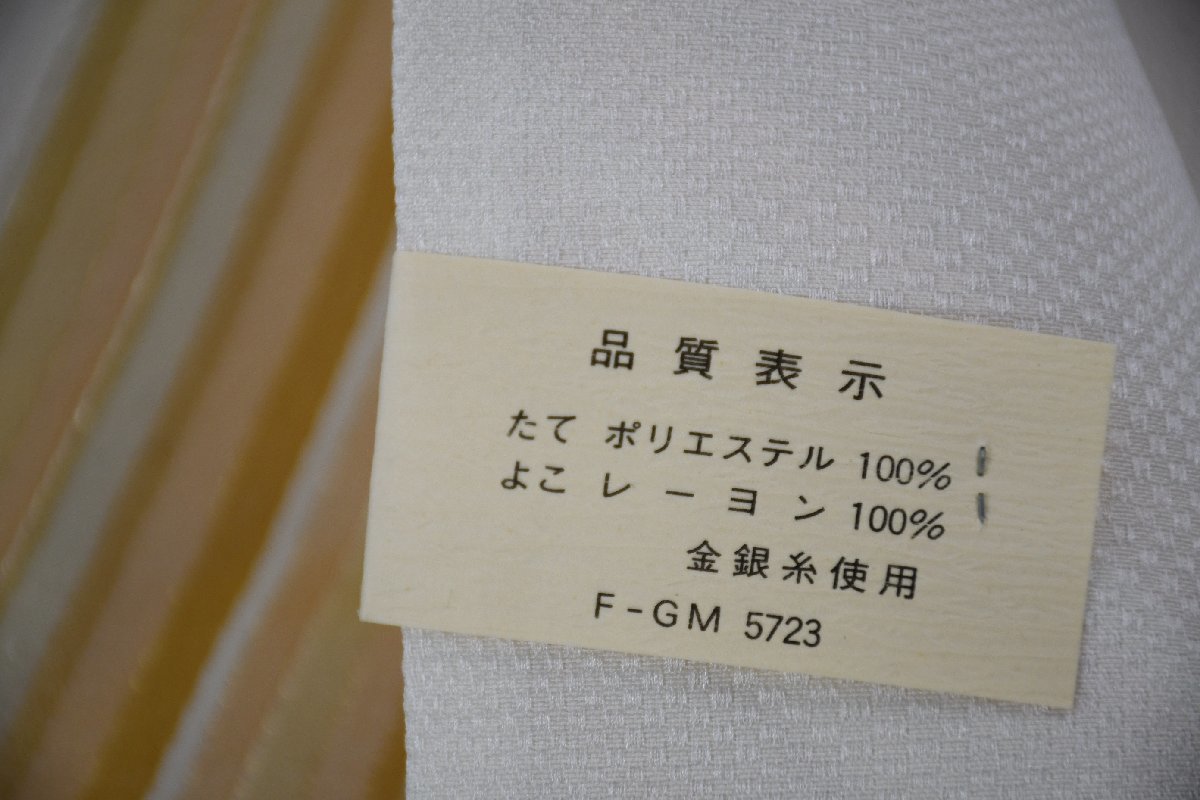 品質表示
たて ポリエステル 100%
よこ レーヨン 100%
金銀糸使用
F-GM 5723